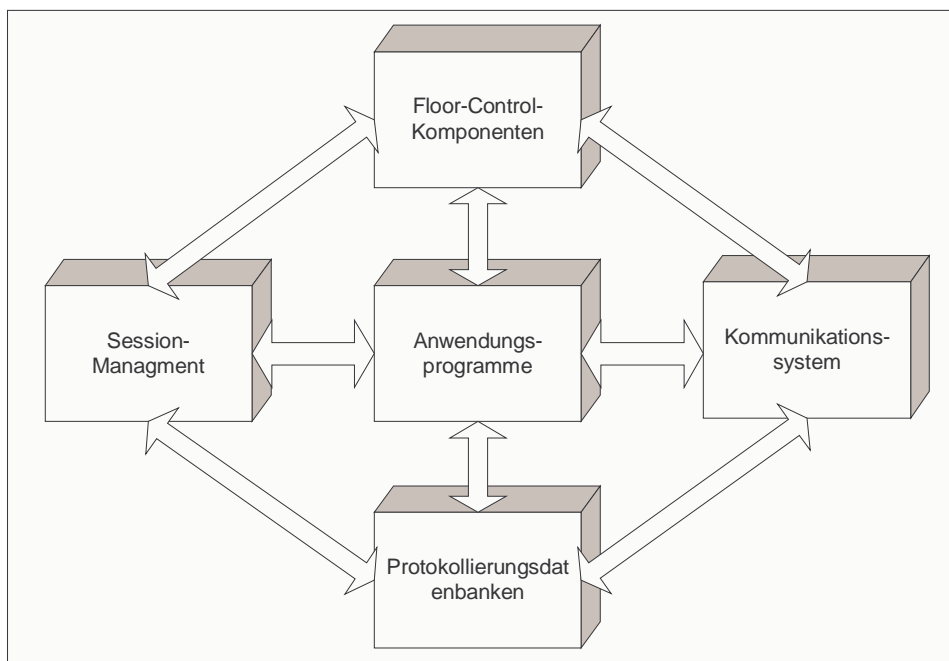 Floor-Control-
Komponenten
Session-
Managment
Anwendungs-
programme
Kommunikations-
system
Protokollierungsdat
enbanken